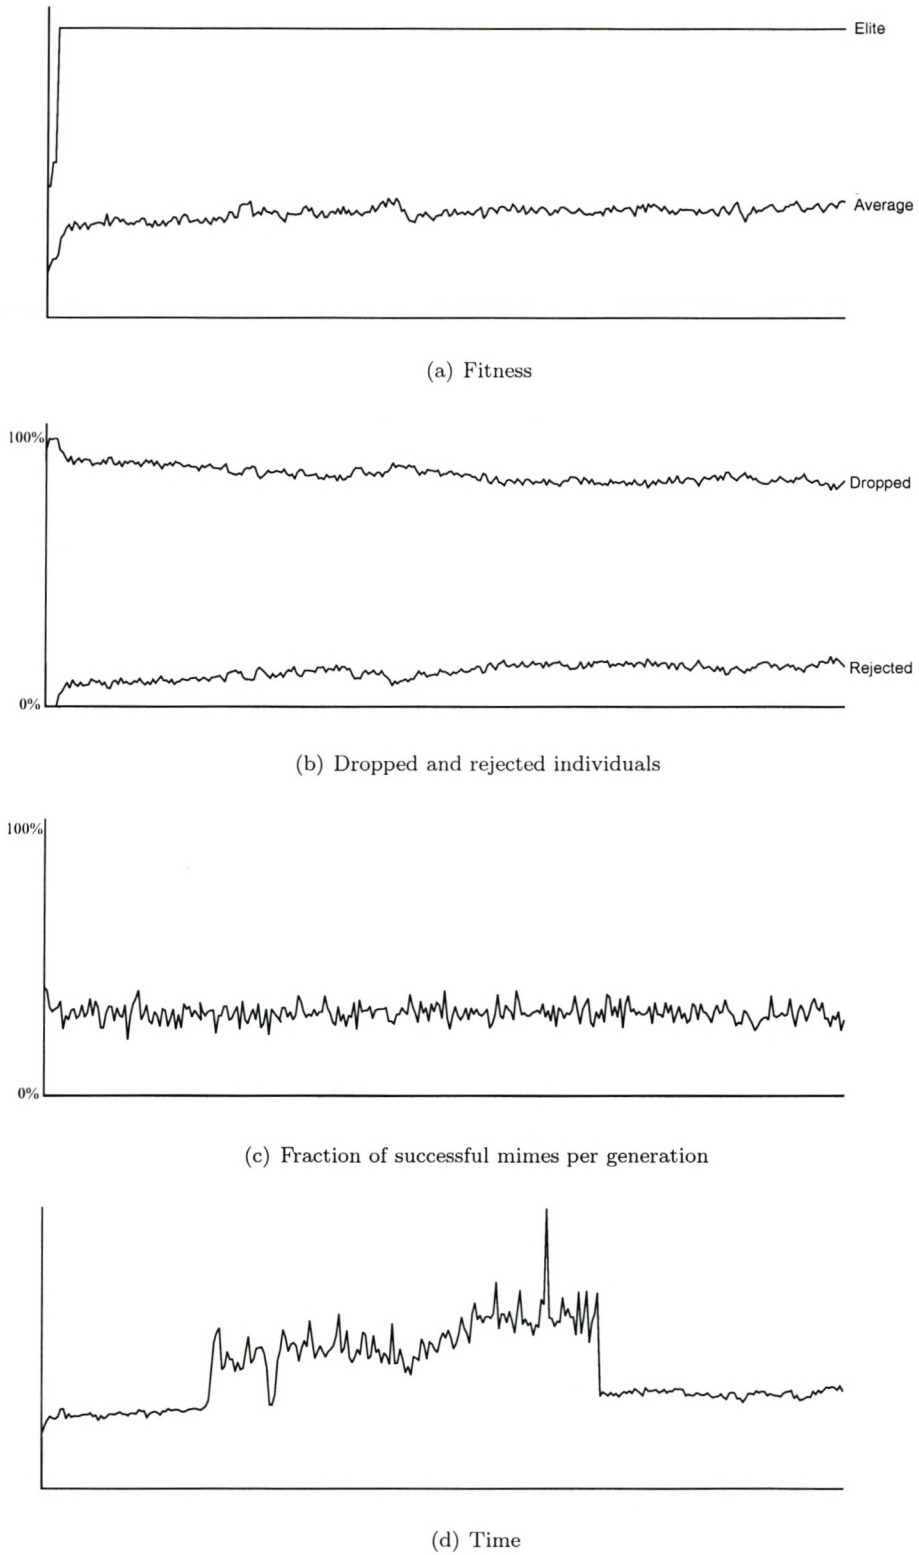 Elite
Average
(a) Fitness
100%
Dropped
Rejected
0%
(b) Dropped and rejected individuals
100%
0%
(c) Fraction of successful mimes per generation
(d) Time